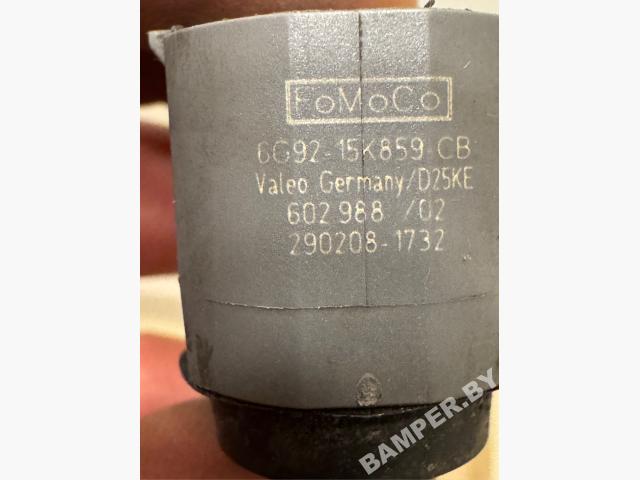 FoMoCo
6G92-15K859 CB
Valeo Germany/D25KE
602 988 /02
290208-1732
BAMPER.BY